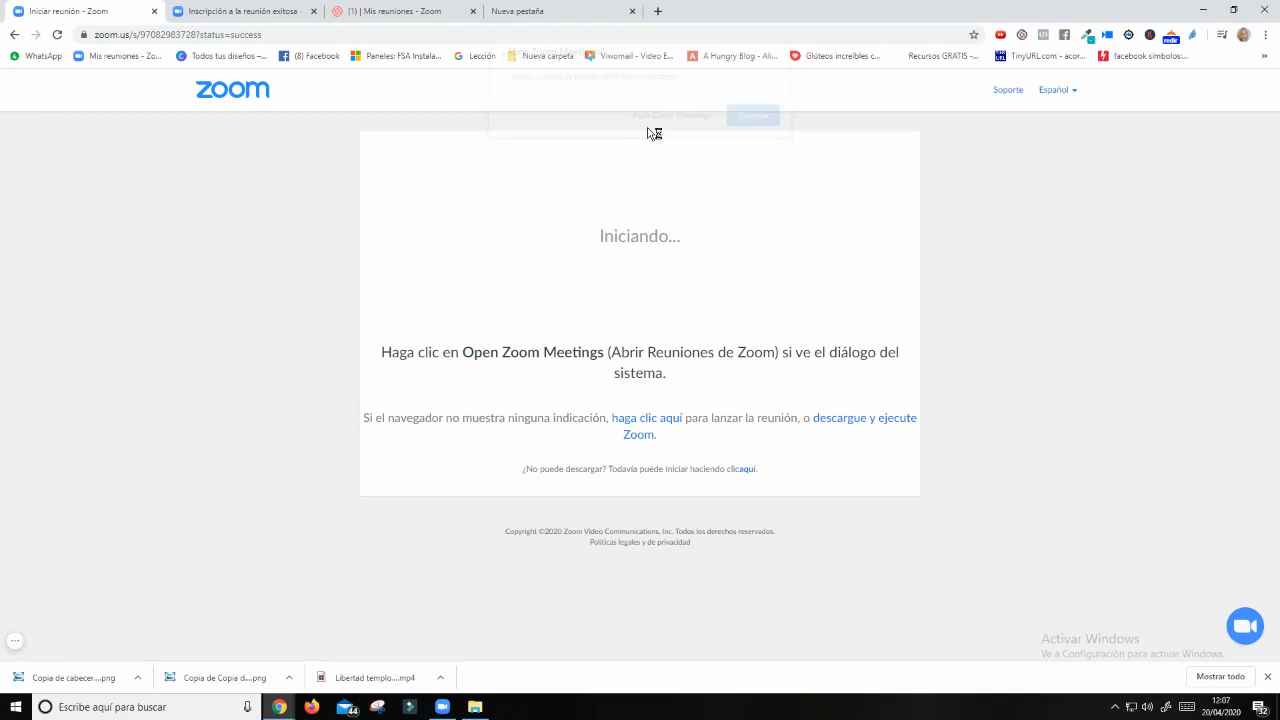 Iniciar reunión - Zoom
Inscripción a la reunión exitosa -
(1) | Mis reuniones - Zoom
Nueva pestaña
zoom.us/s/97082983728?status=success
WhatsApp
Mis reuniones - Zo...
Todos tus diseños –...
Facebook
Paneles: FSA Instala...
Lección
Nueva carpeta
Vivomail - Video E...
A Hungry Blog - Ali...
Glúteos increíbles c...
Recursos GRATIS -...
TinyURL.com - acor...
facebook símbolos:...
zoom
Soporte
Español
Abrir Zoom Meetings
Iniciando...
Haga clic en Open Zoom Meetings (Abrir Reuniones de Zoom) si ve el diálogo del
sistema.
Si el navegador no muestra ninguna indicación, haga clic aquí para lanzar la reunión, o descargue y ejecute
Zoom.
¿No puede descargar? Todavía puede iniciar haciendo clicaquí.
Copyright ©2020 Zoom Video Communications, Inc. Todos los derechos reservados.
Políticas legales y de privacidad
Activar Windows
Ve a Configuración para activar Windows.
Copia de cabecer....png
Copia de Copia d....png
Libertad templo....mp4
Mostrar todo
Escribe aquí para buscar
44
12:07
20/04/2020
32